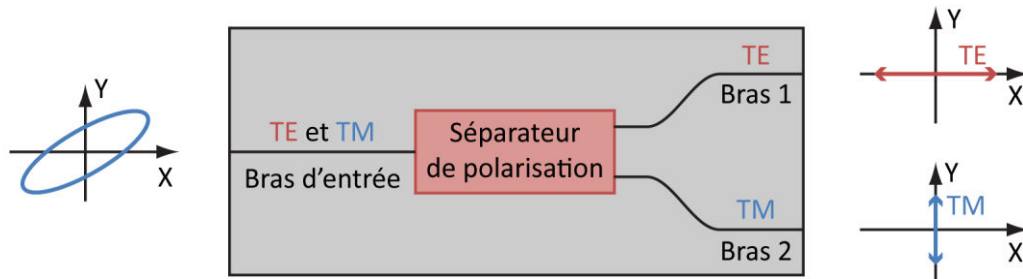 Y
X
TE et TM
Bras d'entrée
Séparateur
de polarisation
TE
Bras 1
TM
Bras 2
Y
TE
X
Y
TM
X